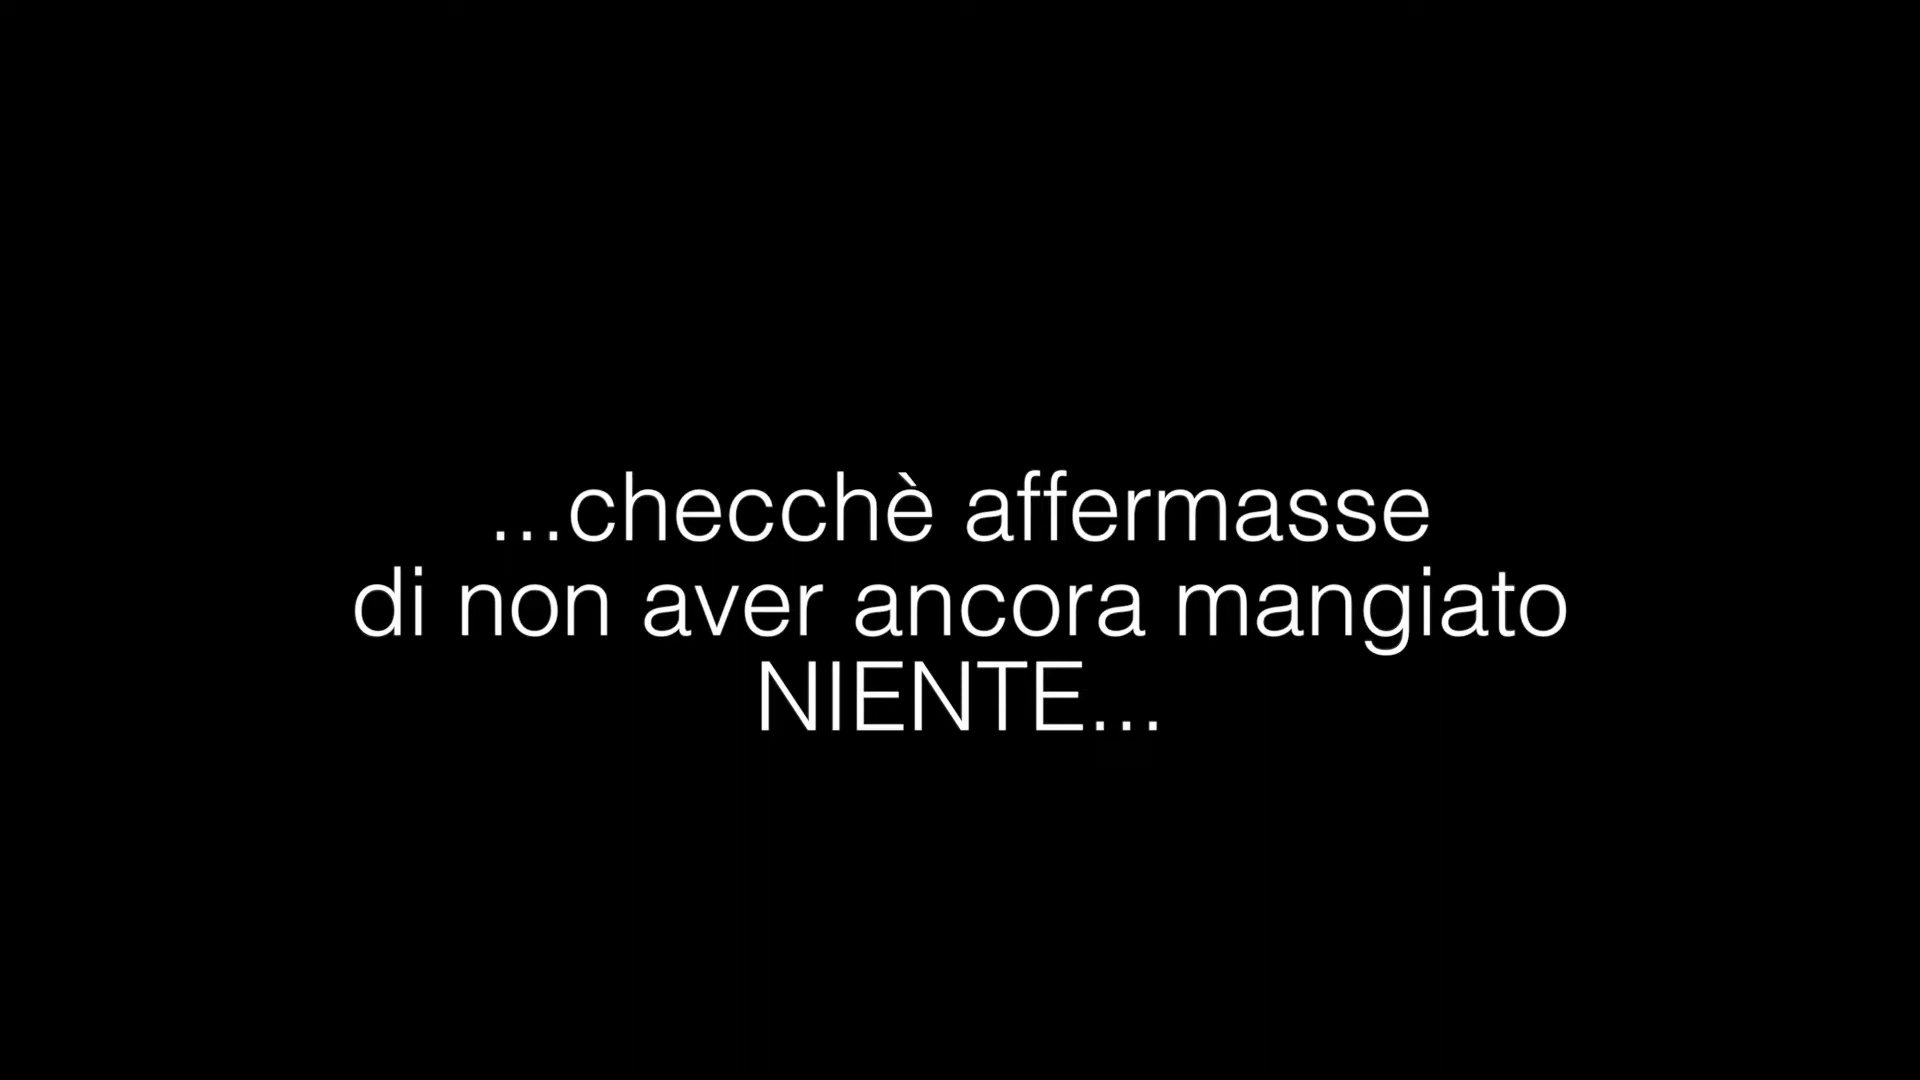 ...checchè affermasse
di non aver ancora mangiato
NIENTE...